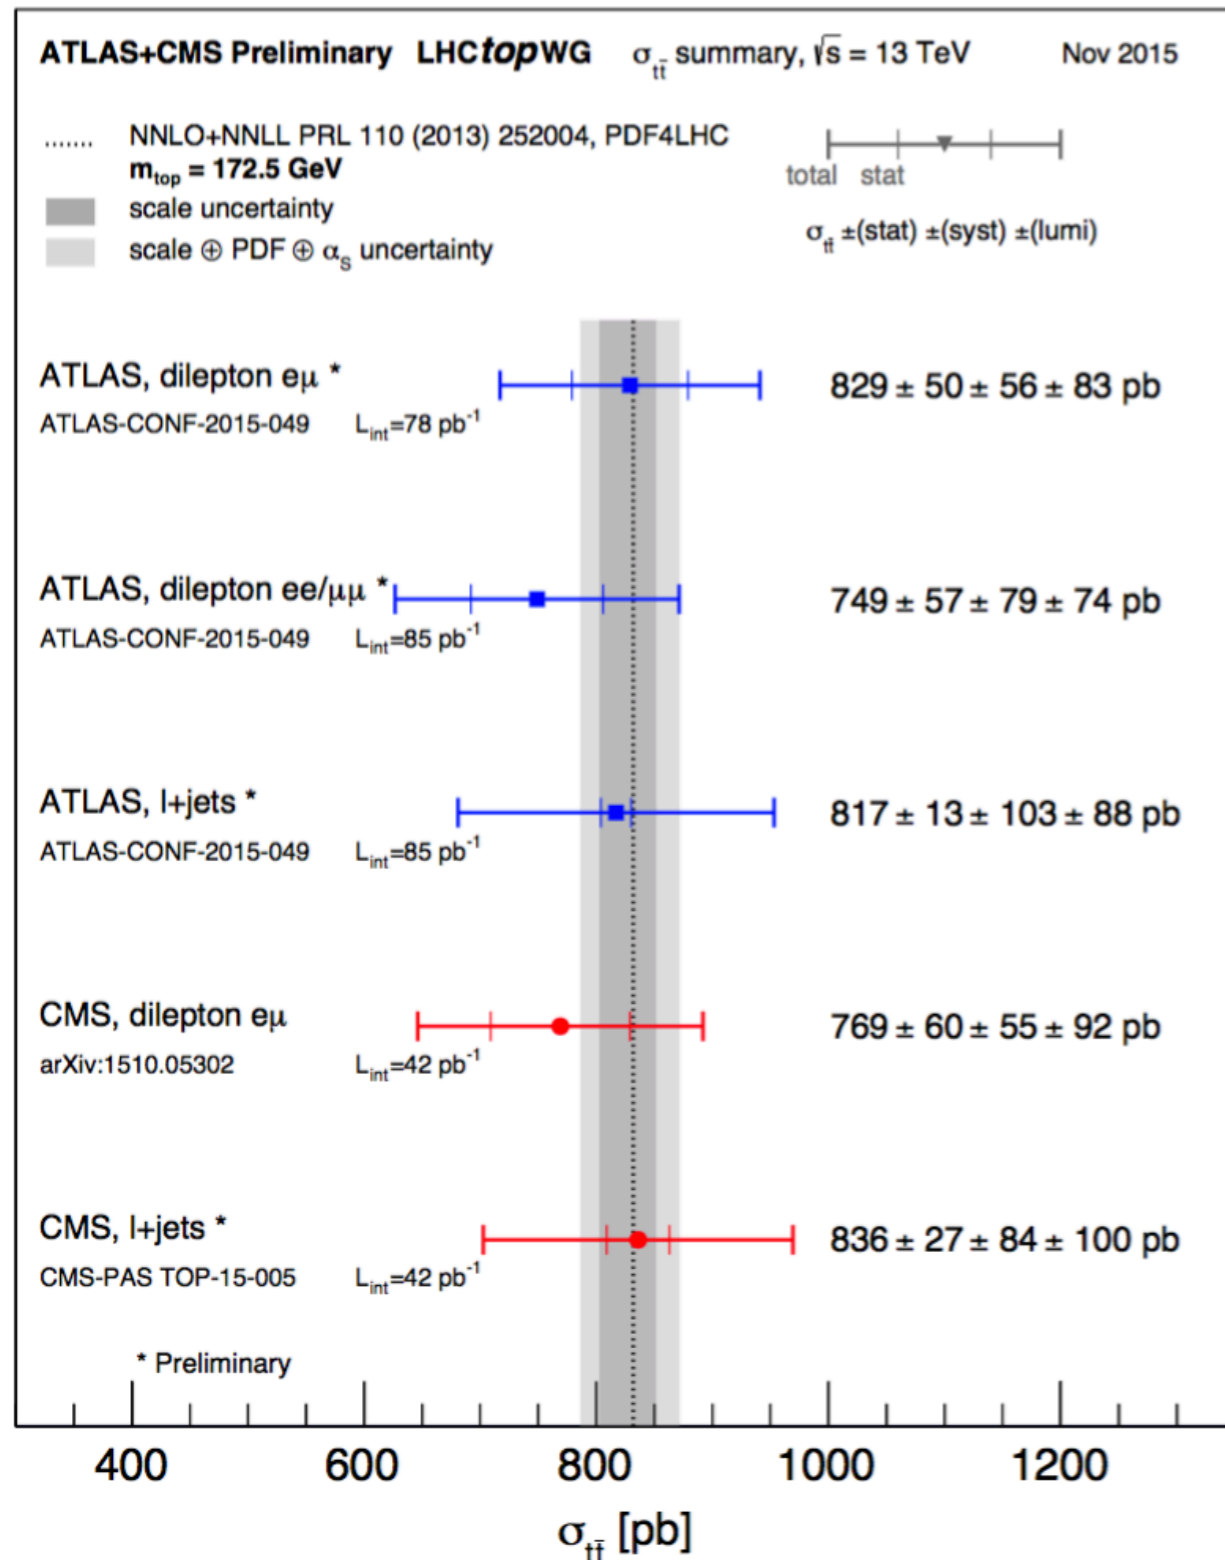 ATLAS+CMS Preliminary LHCtopWG σtt̄ summary, √s = 13 TeV Nov 2015
NNLO+NNLL PRL 110 (2013) 252004, PDF4LHC
mtop = 172.5 GeV
scale uncertainty
scale ⊕ PDF ⊕ αS uncertainty
total stat
σtt̄ ±(stat) ±(syst) ±(lumi)
ATLAS, dilepton eμ * 829 ± 50 ± 56 ± 83 pb
ATLAS-CONF-2015-049 Lint=78 pb-1
ATLAS, dilepton ee/μμ * 749 ± 57 ± 79 ± 74 pb
ATLAS-CONF-2015-049 Lint=85 pb-1
ATLAS, l+jets * 817 ± 13 ± 103 ± 88 pb
ATLAS-CONF-2015-049 Lint=85 pb-1
CMS, dilepton eμ 769 ± 60 ± 55 ± 92 pb
arXiv:1510.05302 Lint=42 pb-1
CMS, l+jets * 836 ± 27 ± 84 ± 100 pb
CMS-PAS TOP-15-005 Lint=42 pb-1
* Preliminary
400 600 800 1000 1200
σtt̄ [pb]